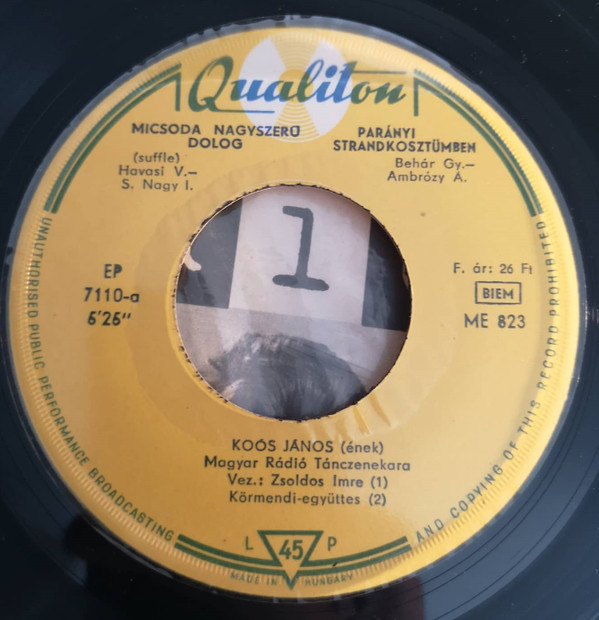 Qualiton
MICSODA NAGYSZERŰ
DOLOG
(suffle)
Havasi V.—
S. Nagy I.
PARÁNYI
STRANDKOSZTÜMBEN
Behár Gy.—
Ambrózy Á.
EP
7110-a
6'26"
1
F. ár: 26 Ft
BIEM
ME 823
KOÓS JÁNOS (ének)
Magyar Rádió Tánczenekara
Vez.: Zsoldos Imre (1)
Körmendi-együttes (2)
L 45 P
MADE IN HUNGARY
UNAUTHORISED PUBLIC PERFORMANCE BROADCASTING
AND COPYING OF THIS RECORD PROHIBITED